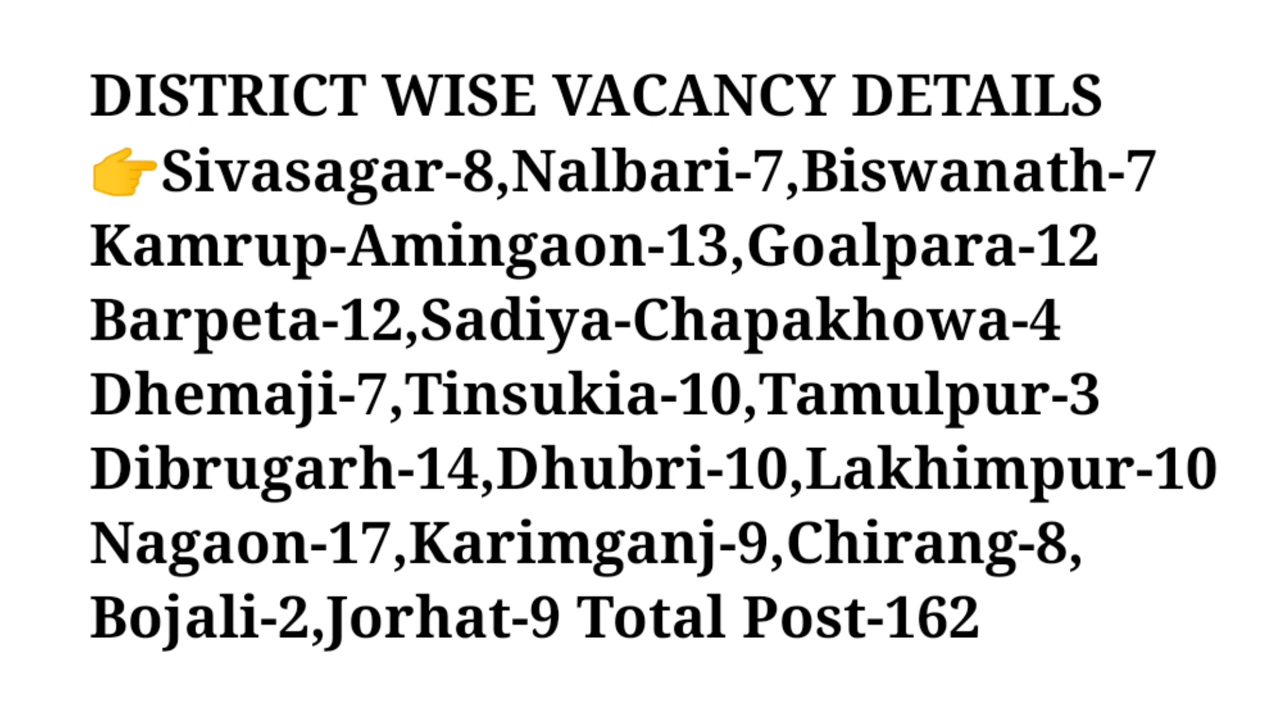 DISTRICT WISE VACANCY DETAILS
👉Sivasagar-8,Nalbari-7,Biswanath-7
Kamrup-Amingaon-13,Goalpara-12
Barpeta-12,Sadiya-Chapakhowa-4
Dhemaji-7,Tinsukia-10,Tamulpur-3
Dibrugarh-14,Dhubri-10,Lakhimpur-10
Nagaon-17,Karimganj-9,Chirang-8,
Bojali-2,Jorhat-9 Total Post-162